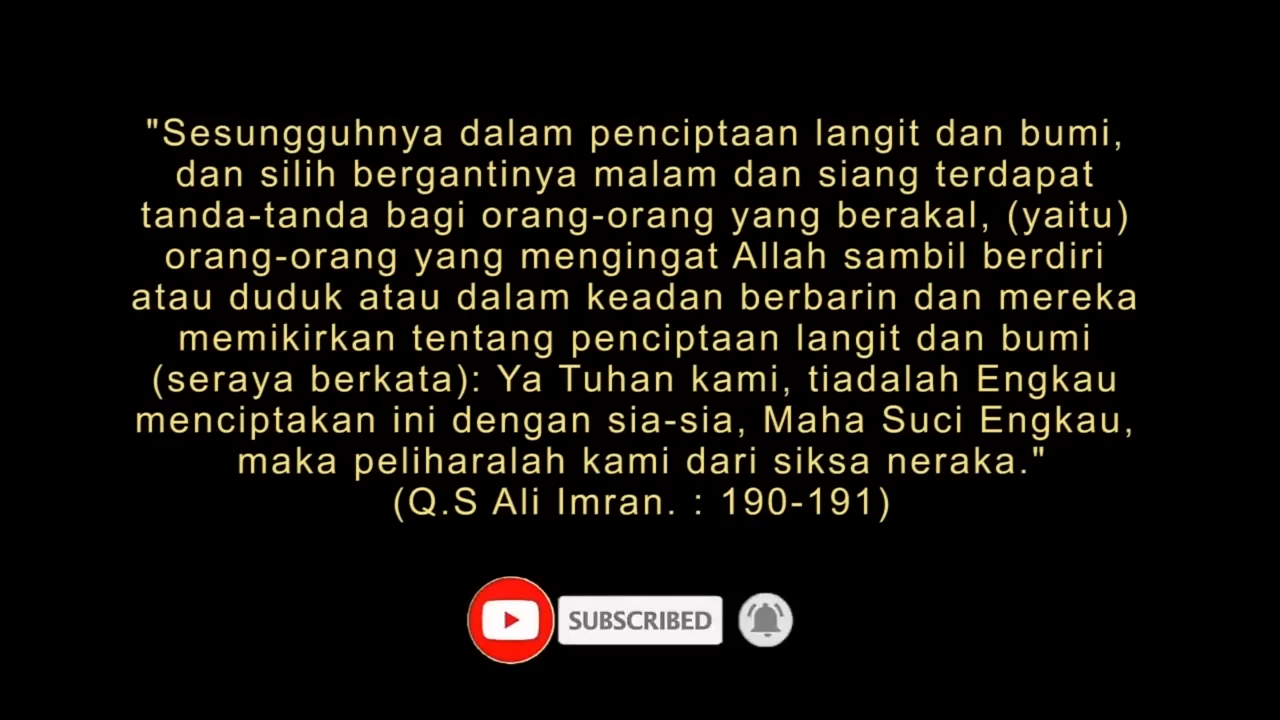 "Sesungguhnya dalam penciptaan langit dan bumi,
dan silih bergantinya malam dan siang terdapat
tanda-tanda bagi orang-orang yang berakal, (yaitu)
orang-orang yang mengingat Allah sambil berdiri
atau duduk atau dalam keadan berbarin dan mereka
memikirkan tentang penciptaan langit dan bumi
(seraya berkata): Ya Tuhan kami, tiadalah Engkau
menciptakan ini dengan sia-sia, Maha Suci Engkau,
maka peliharalah kami dari siksa neraka."
(Q.S Ali Imran. : 190-191)
SUBSCRIBED